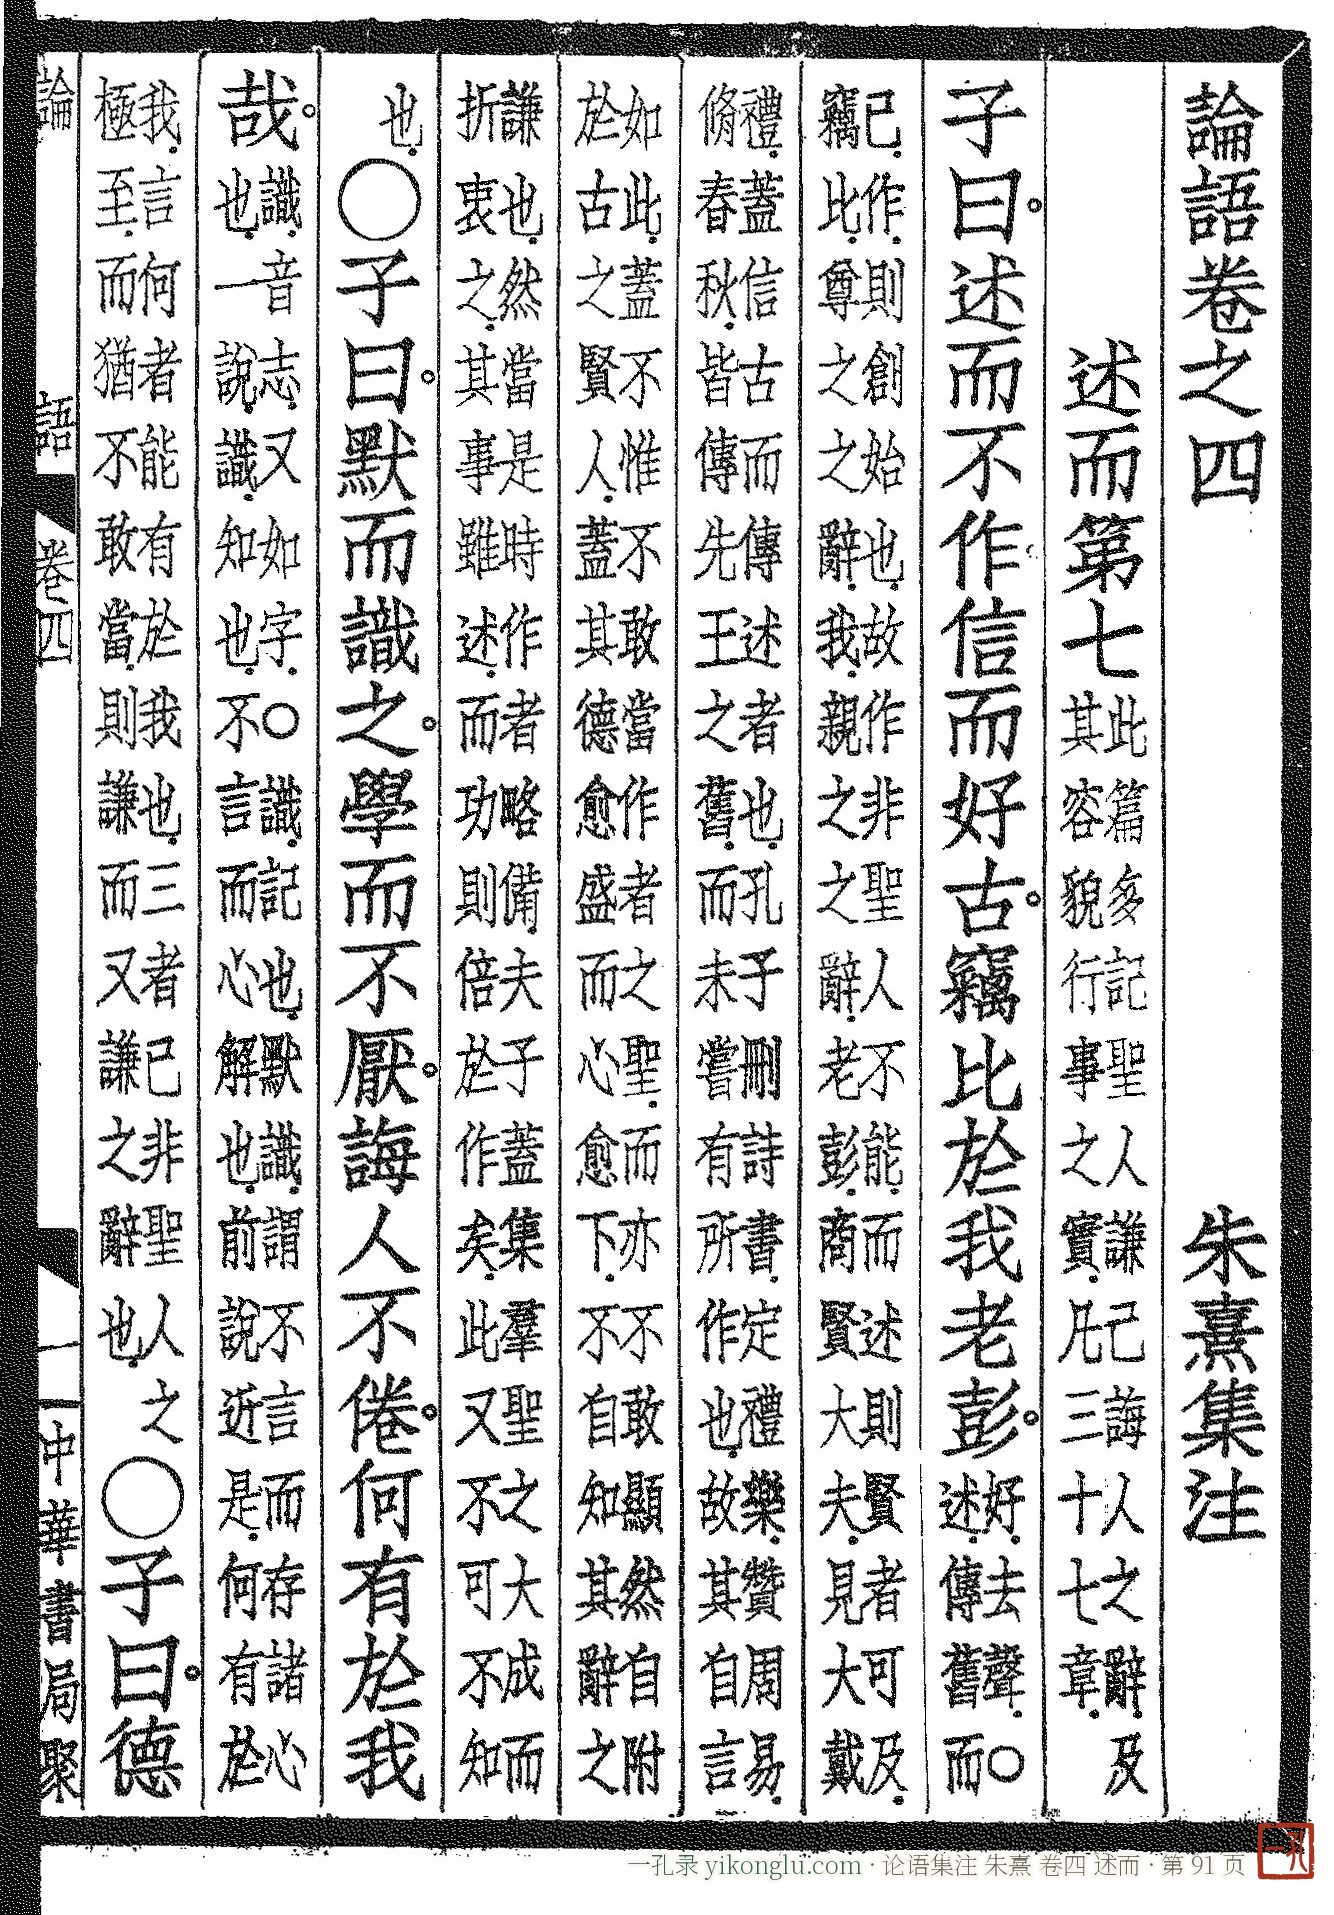 論語卷之四　朱熹集注
述而第七
此篇多記聖人謙己誨人之辭．及
其容貌行事之實．凡三十七章．
子曰。述而不作信而好古。竊比於我老彭。
好．去聲．○
述．傳舊而
已．作．則創始也．故作非聖人不能．而述則賢者可及．
竊比．尊之之辭．我．親之之辭．老彭．商賢大夫．見大戴
禮．蓋信古而傳述者也．孔子刪詩書．定禮樂．贊周易．
脩春秋．皆傳先王之舊．而未嘗有所作也．故其自言
如此．蓋不惟不敢當作者之聖．而亦不敢顯然自附
於古之賢人．蓋其德愈盛而心愈下．不自知其辭之
謙也．然當是時作者略備．夫子蓋集羣聖之大成而
折衷之．其事雖述．而功則倍於作矣．此又不可不知
也．
○子曰。默而識之。學而不厭。誨人不倦。何有於我
哉。
識．音志．又如字．○識．記也．默識．謂不言而存諸心
也．一說．識．知也．不言而心解也．前說近是．何有於
我．言何者能有於我也．三者已非聖人之
極至．而猶不敢當．則謙而又謙之辭也．
○子曰。德
論語　卷四　一　中華書局聚
一孔录 yikonglu.com · 论语集注 朱熹 卷四 述而 · 第 91 页
一孔